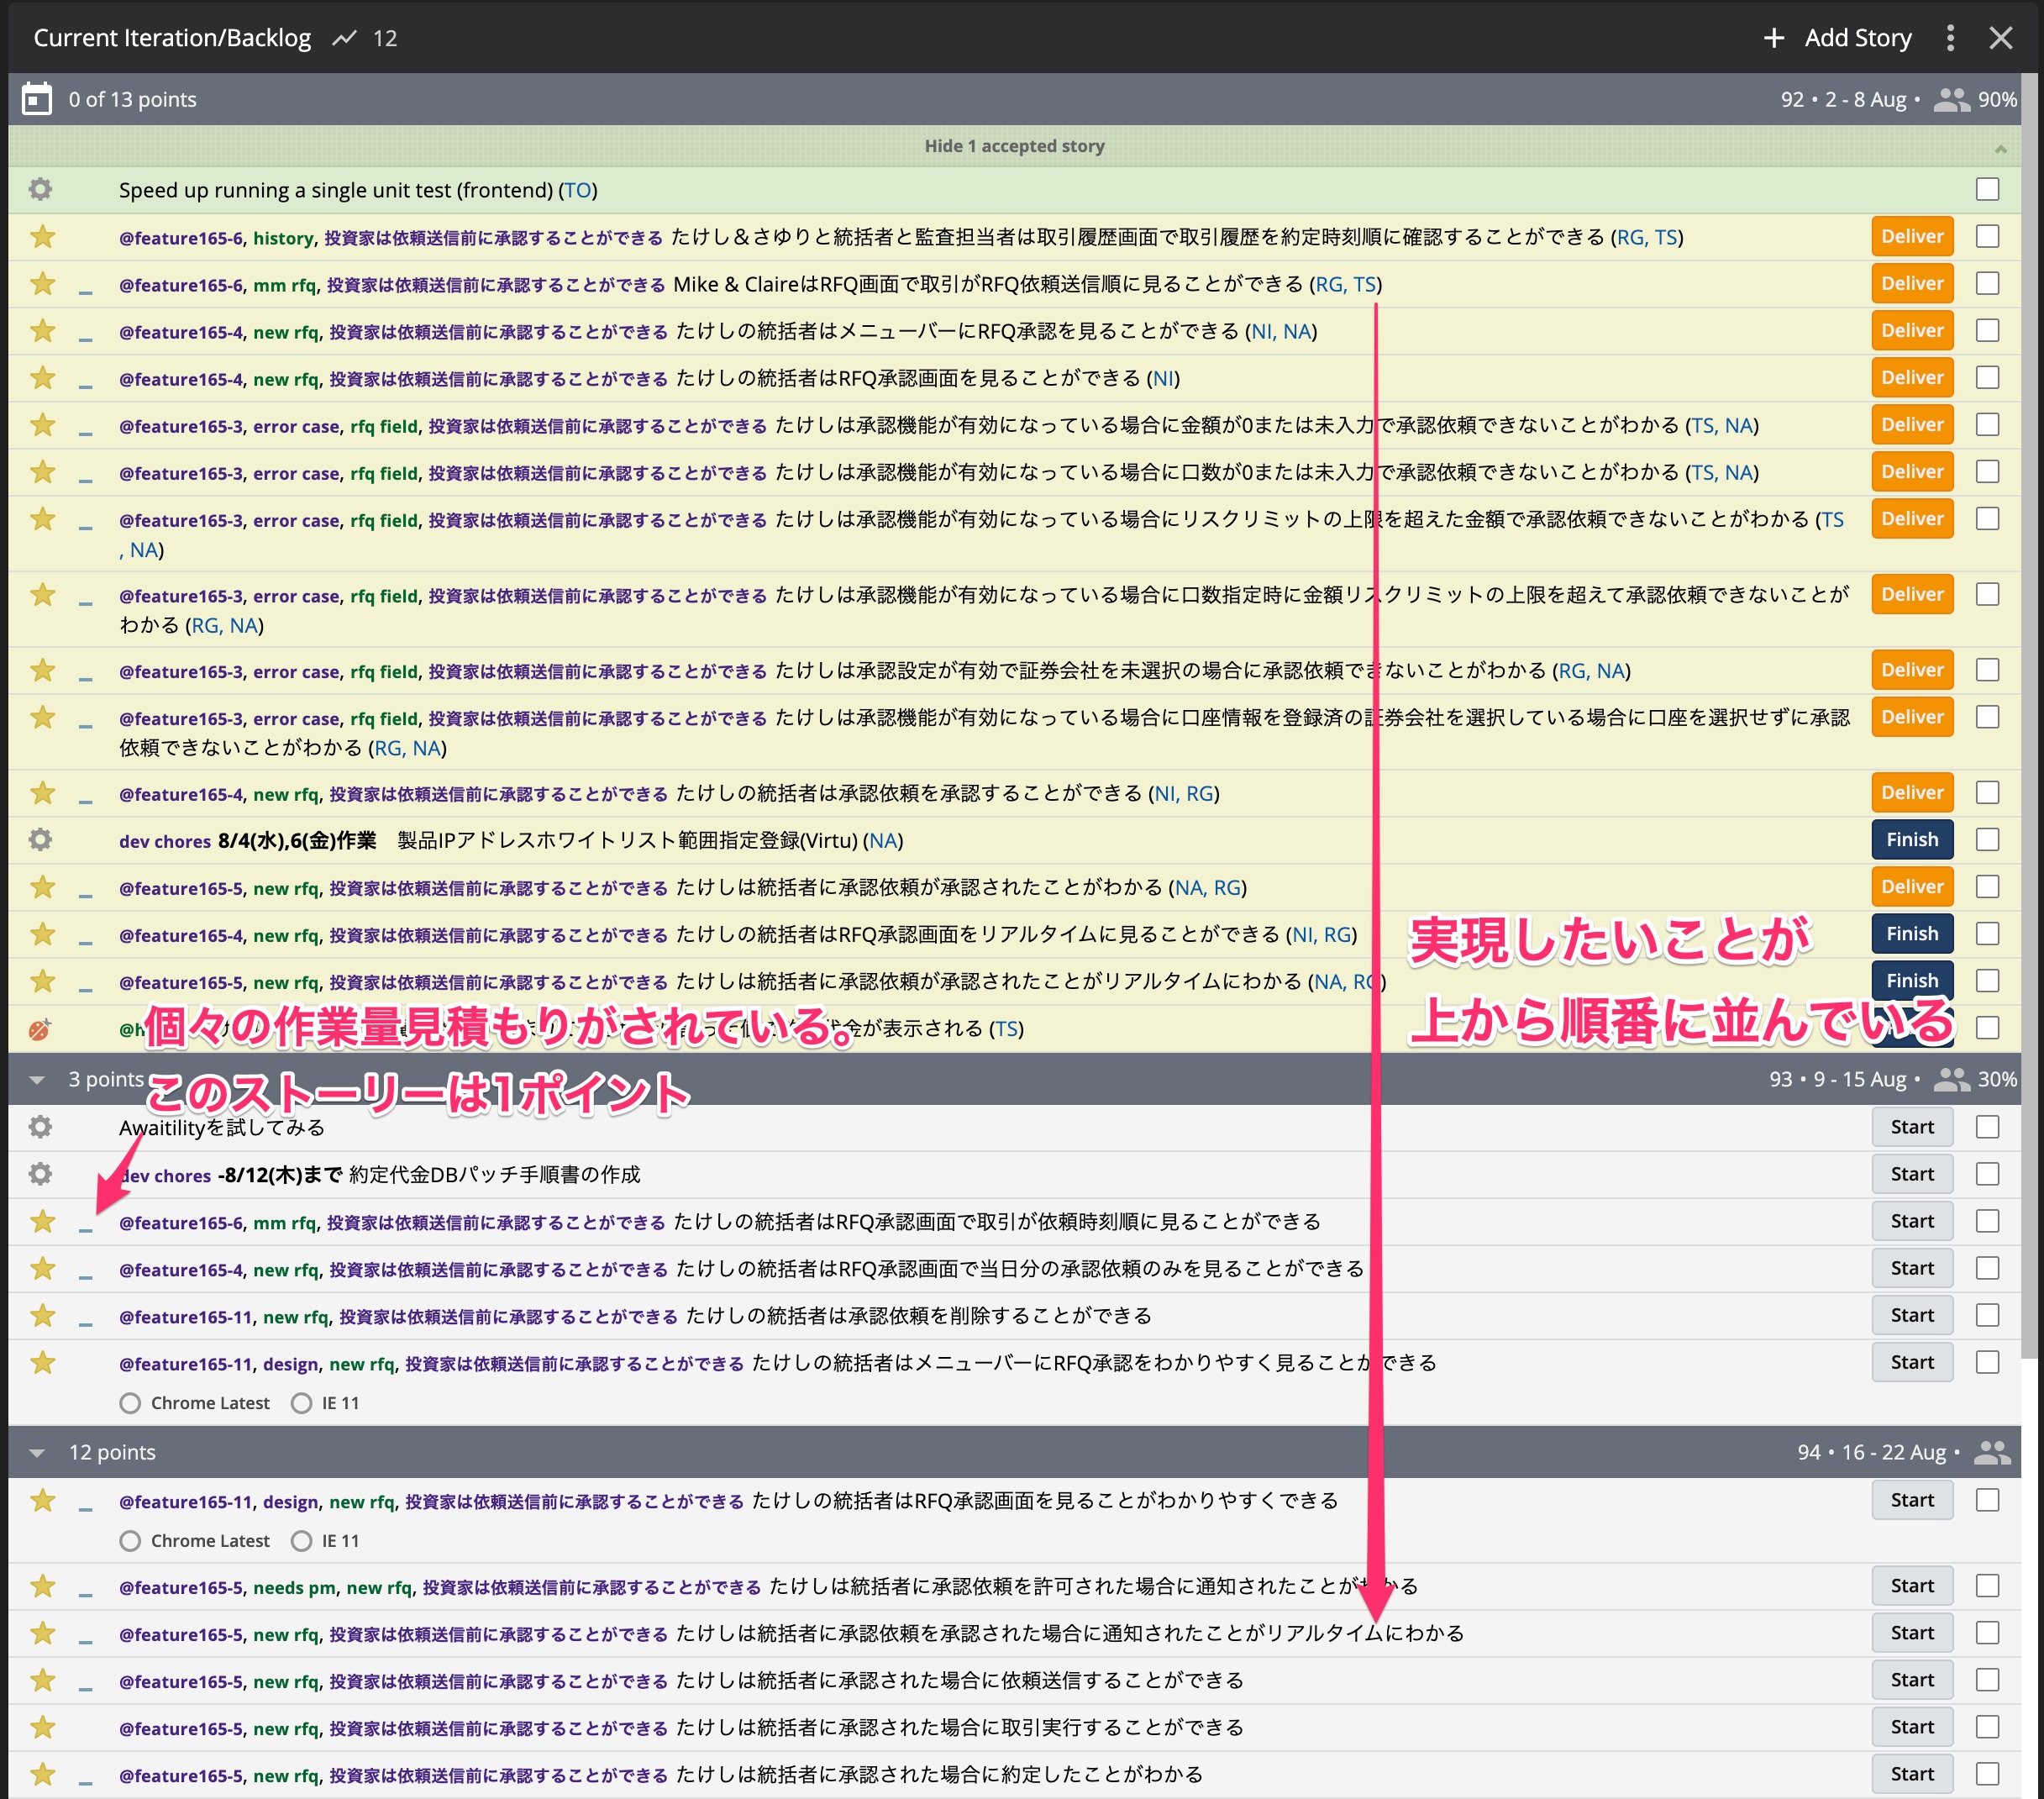 Current Iteration/Backlog 12 + Add Story
0 of 13 points 92 • 2 - 8 Aug • 90%
Hide 1 accepted story
Speed up running a single unit test (frontend) (TO)
@feature165-6, history, 投資家は依頼送信前に承認することができる たけし＆さゆりと統括者と監査担当者は取引履歴画面で取引履歴を約定時刻順に確認することができる (RG, TS) Deliver
@feature165-6, mm rfq, 投資家は依頼送信前に承認することができる Mike & ClaireはRFQ画面で取引がRFQ依頼送信順に見ることができる (RG, TS) Deliver
@feature165-4, new rfq, 投資家は依頼送信前に承認することができる たけしの統括者はメニューバーにRFQ承認を見ることができる (NI, NA) Deliver
@feature165-4, new rfq, 投資家は依頼送信前に承認することができる たけしの統括者はRFQ承認画面を見ることができる (NI) Deliver
@feature165-3, error case, rfq field, 投資家は依頼送信前に承認することができる たけしは承認機能が有効になっている場合に金額が0または未入力で承認依頼できないことがわかる (TS, NA) Deliver
@feature165-3, error case, rfq field, 投資家は依頼送信前に承認することができる たけしは承認機能が有効になっている場合に口数が0または未入力で承認依頼できないことがわかる (TS, NA) Deliver
@feature165-3, error case, rfq field, 投資家は依頼送信前に承認することができる たけしは承認機能が有効になっている場合にリスクリミットの上限を超えた金額で承認依頼できないことがわかる (TS Deliver
, NA)
@feature165-3, error case, rfq field, 投資家は依頼送信前に承認することができる たけしは承認機能が有効になっている場合に口数指定時に金額リスクリミットの上限を超えて承認依頼できないことが Deliver
わかる (RG, NA)
@feature165-3, error case, rfq field, 投資家は依頼送信前に承認することができる たけしは承認設定が有効で証券会社を未選択の場合に承認依頼できないことがわかる (RG, NA) Deliver
@feature165-3, error case, rfq field, 投資家は依頼送信前に承認することができる たけしは承認機能が有効になっている場合に口座情報を登録済の証券会社を選択している場合に口座を選択せずに承認 Deliver
依頼できないことがわかる (RG, NA)
@feature165-4, new rfq, 投資家は依頼送信前に承認することができる たけしの統括者は承認依頼を承認することができる (NI, RG) Deliver
dev chores 8/4(水),6(金)作業　製品IPアドレスホワイトリスト範囲指定登録(Virtu) (NA) Finish
@feature165-5, new rfq, 投資家は依頼送信前に承認することができる たけしは統括者に承認依頼が承認されたことがわかる (NA, RG) Deliver
@feature165-4, new rfq, 投資家は依頼送信前に承認することができる たけしの統括者はRFQ承認画面をリアルタイムに見ることができる (NI, RG) Finish
@feature165-5, new rfq, 投資家は依頼送信前に承認することができる たけしは統括者に承認依頼が承認されたことがリアルタイムにわかる (NA, RG) Finish
実現したいことが
上から順番に並んでいる
個々の作業量見積もりがされている。
代金が表示される (TS)
このストーリーは1ポイント
3 points 93 • 9 - 15 Aug • 30%
Awaitilityを試してみる Start
dev chores -8/12(木)まで 約定代金DBパッチ手順書の作成 Start
@feature165-6, mm rfq, 投資家は依頼送信前に承認することができる たけしの統括者はRFQ承認画面で取引が依頼時刻順に見ることができる Start
@feature165-4, new rfq, 投資家は依頼送信前に承認することができる たけしの統括者はRFQ承認画面で当日分の承認依頼のみを見ることができる Start
@feature165-11, new rfq, 投資家は依頼送信前に承認することができる たけしの統括者は承認依頼を削除することができる Start
@feature165-11, design, new rfq, 投資家は依頼送信前に承認することができる たけしの統括者はメニューバーにRFQ承認をわかりやすく見ることができる Start
Chrome Latest IE 11
12 points 94 • 16 - 22 Aug •
@feature165-11, design, new rfq, 投資家は依頼送信前に承認することができる たけしの統括者はRFQ承認画面を見ることがわかりやすくできる Start
Chrome Latest IE 11
@feature165-5, needs pm, new rfq, 投資家は依頼送信前に承認することができる たけしは統括者に承認依頼を許可された場合に通知されたことがわかる Start
@feature165-5, new rfq, 投資家は依頼送信前に承認することができる たけしは統括者に承認依頼を承認された場合に通知されたことがリアルタイムにわかる Start
@feature165-5, new rfq, 投資家は依頼送信前に承認することができる たけしは統括者に承認された場合に依頼送信することができる Start
@feature165-5, new rfq, 投資家は依頼送信前に承認することができる たけしは統括者に承認された場合に取引実行することができる Start
@feature165-5, new rfq, 投資家は依頼送信前に承認することができる たけしは統括者に承認された場合に約定したことがわかる Start